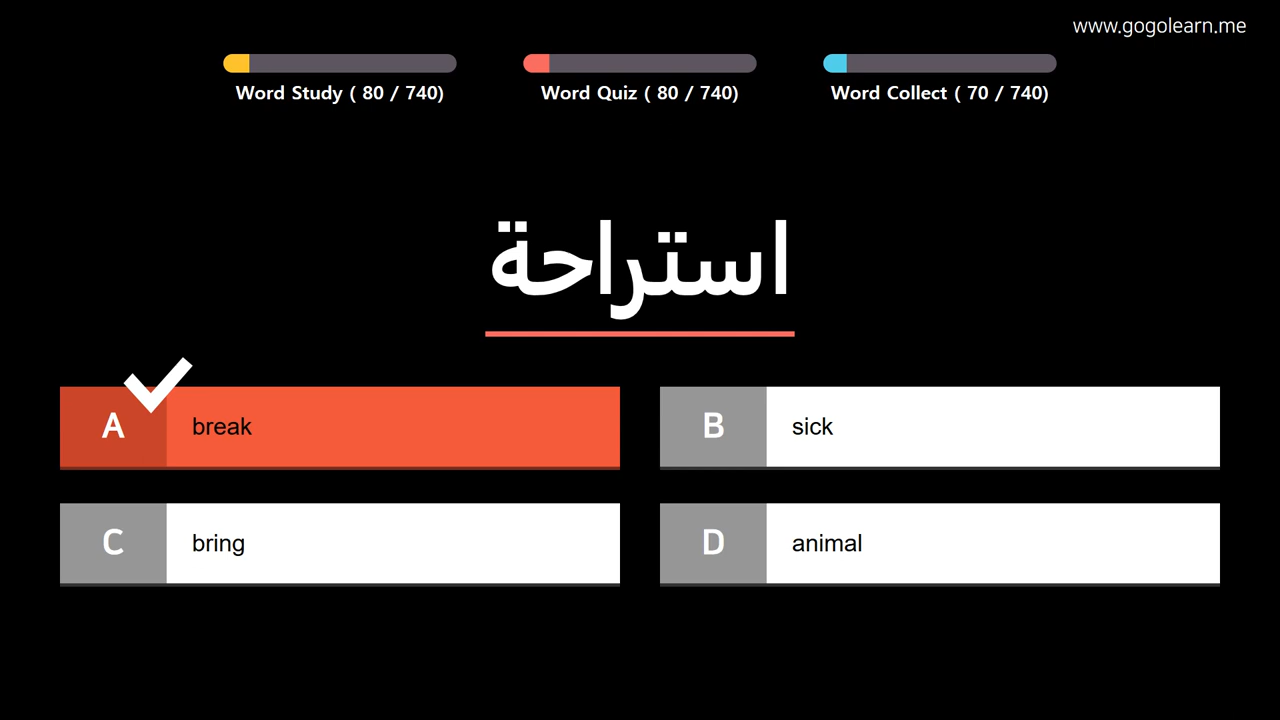 www.gogolearn.me
Word Study ( 80 / 740)
Word Quiz ( 80 / 740)
Word Collect ( 70 / 740)
استراحة
A break
B sick
C bring
D animal